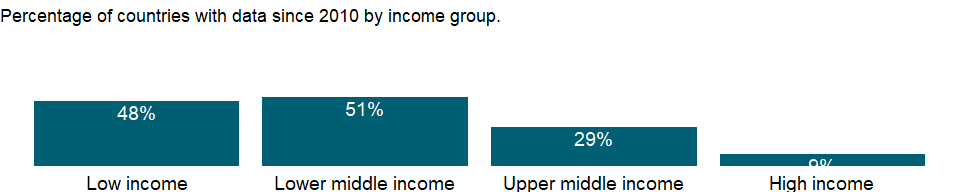 Percentage of countries with data since 2010 by income group.
48%
51%
29%
9%
Low income
Lower middle income
Upper middle income
High income